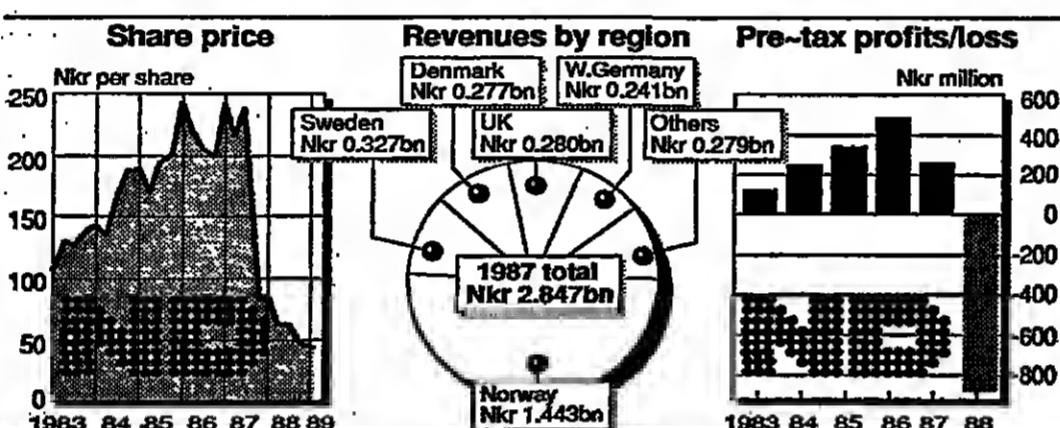 Share price
Nkr per share
250
200
150
100
50
0
1983 84 85 86 87 88 89
Revenues by region
Denmark
Nkr 0.277bn
W.Germany
Nkr 0.241bn
Sweden
Nkr 0.327bn
UK
Nkr 0.280bn
Others
Nkr 0.279bn
1987 total
Nkr 2.847bn
Norway
Nkr 1.443bn
Pre-tax profits/loss
Nkr million
600
400
200
0
-200
-400
-600
-800
1983 84 85 86 87 88